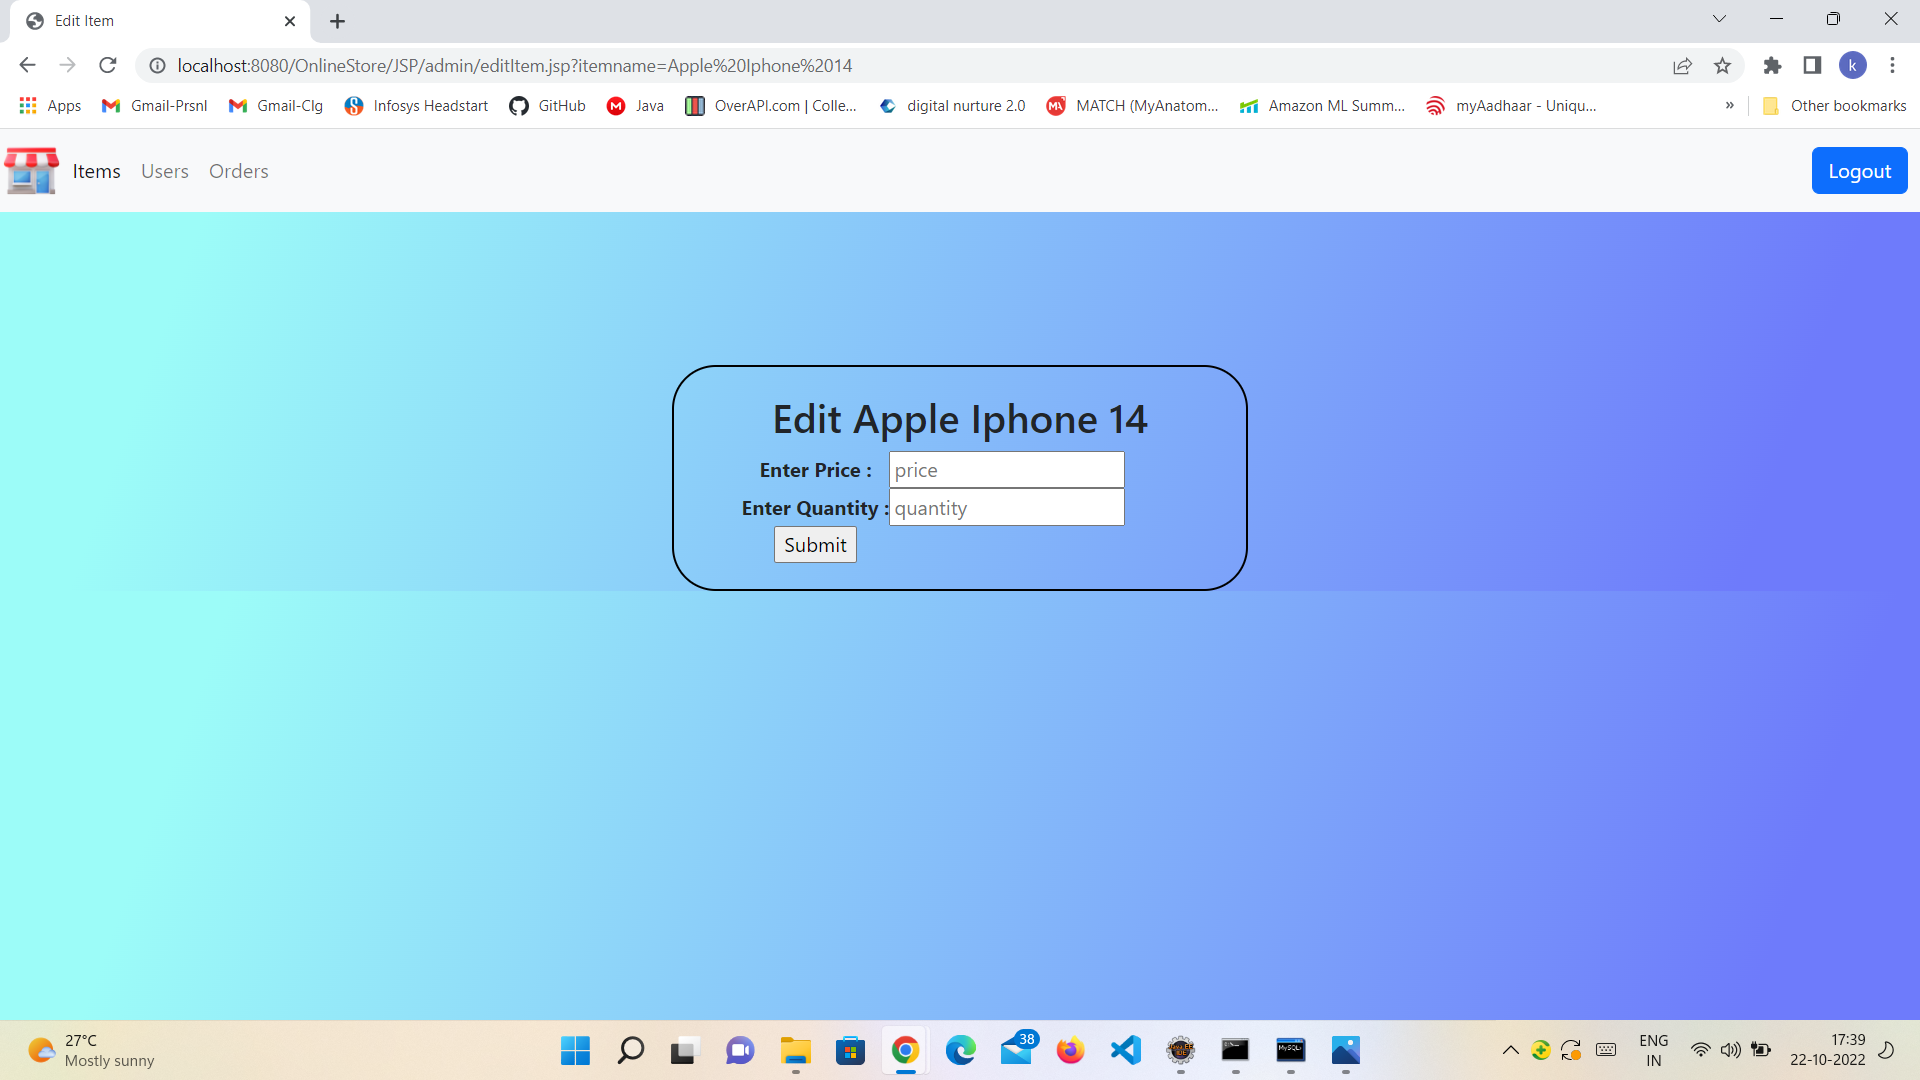 Edit Item
localhost:8080/OnlineStore/JSP/admin/editItem.jsp?itemname=Apple%20Iphone%2014
k
Apps Gmail-Prsnl Gmail-Clg Infosys Headstart GitHub Java OverAPI.com | Colle... digital nurture 2.0 MATCH (MyAnatom... Amazon ML Summ... myAadhaar - Uniqu... » Other bookmarks
Items Users Orders Logout
Edit Apple Iphone 14
Enter Price : price
Enter Quantity : quantity
Submit
27°C
Mostly sunny
38
ENG
IN
17:39
22-10-2022